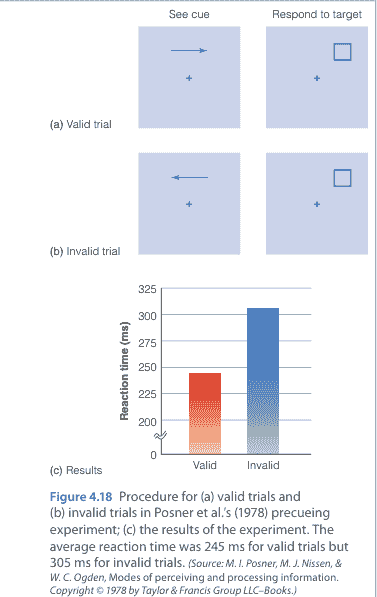 See cue
Respond to target
(a) Valid trial
(b) Invalid trial
325
300
275
250
225
200
0
Reaction time (ms)
Valid
Invalid
(c) Results
Figure 4.18 Procedure for (a) valid trials and
(b) invalid trials in Posner et al.’s (1978) precueing
experiment; (c) the results of the experiment. The
average reaction time was 245 ms for valid trials but
305 ms for invalid trials. (Source: M. I. Posner, M. J. Nissen, &
W. C. Ogden, Modes of perceiving and processing information.
Copyright © 1978 by Taylor & Francis Group LLC–Books.)